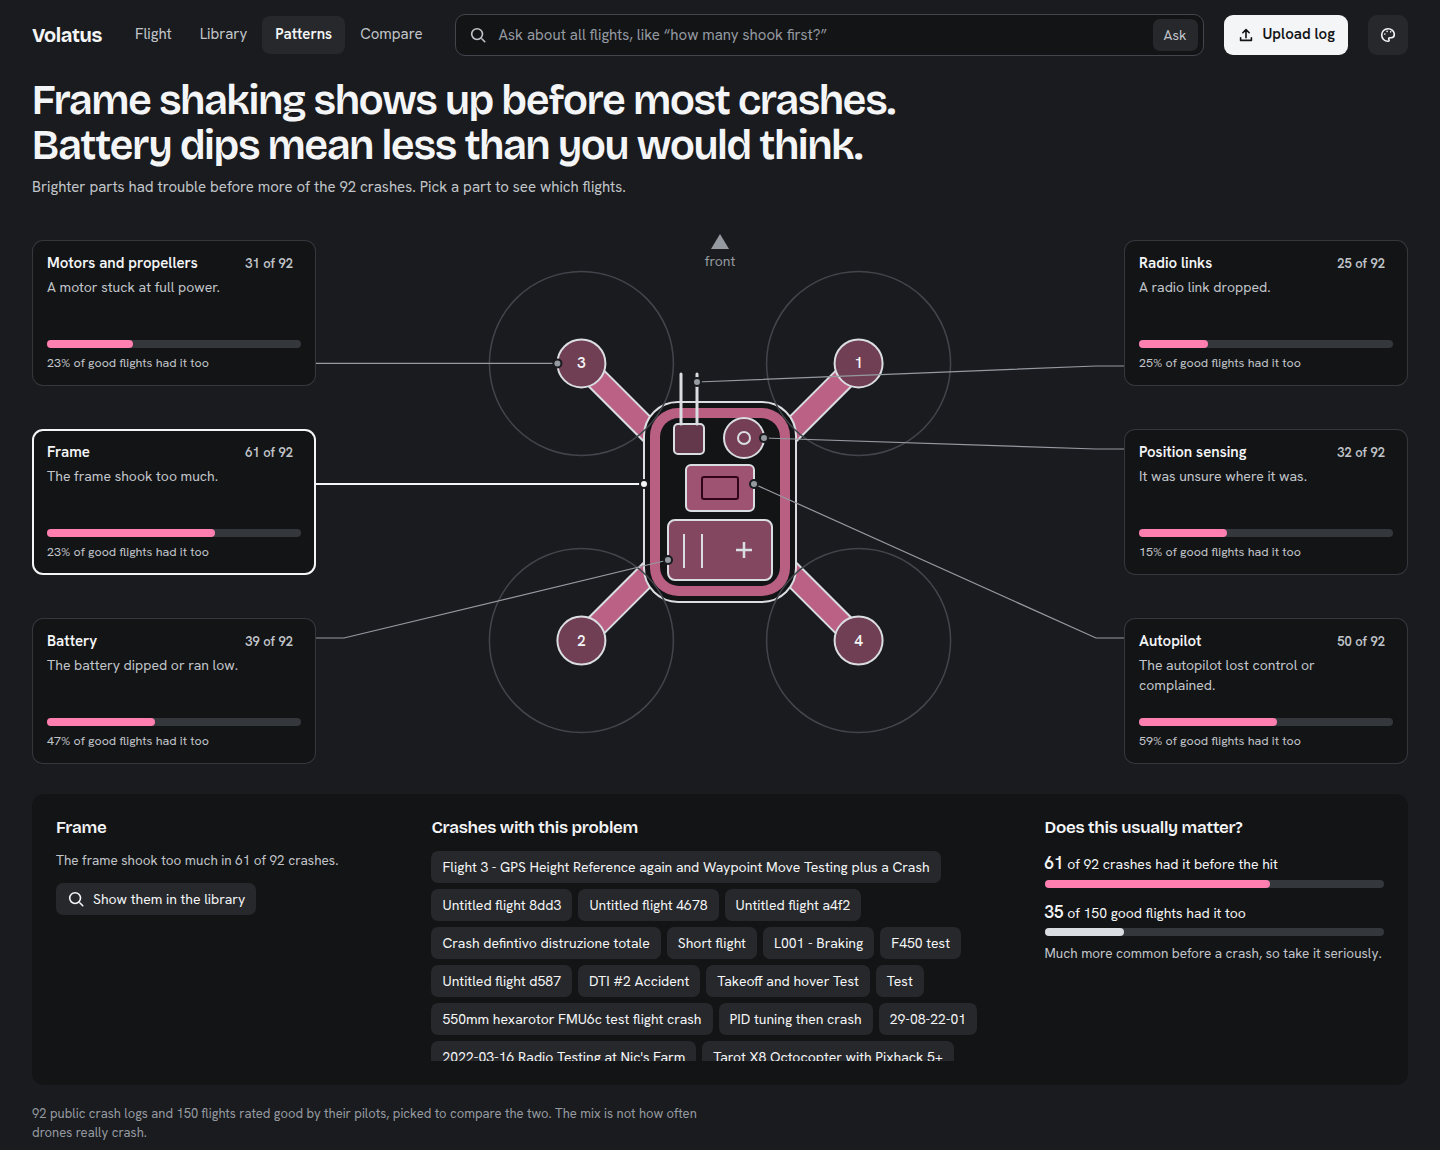 Volatus
Flight
Library
Patterns
Compare
Ask about all flights, like “how many shook first?”
Ask
Upload log
Frame shaking shows up before most crashes.
Battery dips mean less than you would think.
Brighter parts had trouble before more of the 92 crashes. Pick a part to see which flights.
Motors and propellers 31 of 92
A motor stuck at full power.
23% of good flights had it too
Frame 61 of 92
The frame shook too much.
23% of good flights had it too
Battery 39 of 92
The battery dipped or ran low.
47% of good flights had it too
front
3
1
2
4
Radio links 25 of 92
A radio link dropped.
25% of good flights had it too
Position sensing 32 of 92
It was unsure where it was.
15% of good flights had it too
Autopilot 50 of 92
The autopilot lost control or
complained.
59% of good flights had it too
Frame
The frame shook too much in 61 of 92 crashes.
Show them in the library
Crashes with this problem
Flight 3 - GPS Height Reference again and Waypoint Move Testing plus a Crash
Untitled flight 8dd3
Untitled flight 4678
Untitled flight a4f2
Crash defintivo distruzione totale
Short flight
L001 - Braking
F450 test
Untitled flight d587
DTI #2 Accident
Takeoff and hover Test
Test
550mm hexarotor FMU6c test flight crash
PID tuning then crash
29-08-22-01
2022-03-16 Radio Testing at Nic's Farm
Tarot X8 Octocopter with Pixhack 5+
Does this usually matter?
61 of 92 crashes had it before the hit
35 of 150 good flights had it too
Much more common before a crash, so take it seriously.
92 public crash logs and 150 flights rated good by their pilots, picked to compare the two. The mix is not how often
drones really crash.